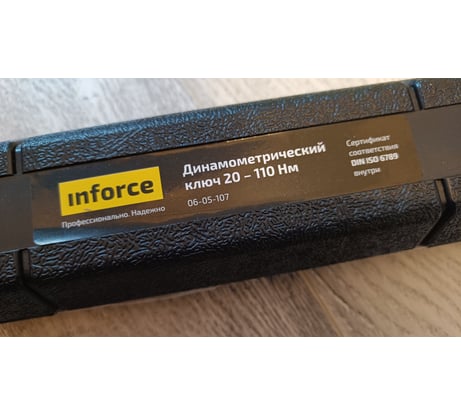 inforce
Профессионально. Надежно
Динамометрический
ключ 20 – 110 Нм
06-05-107
Сертификат
соответствия
DIN ISO 6789
внутри